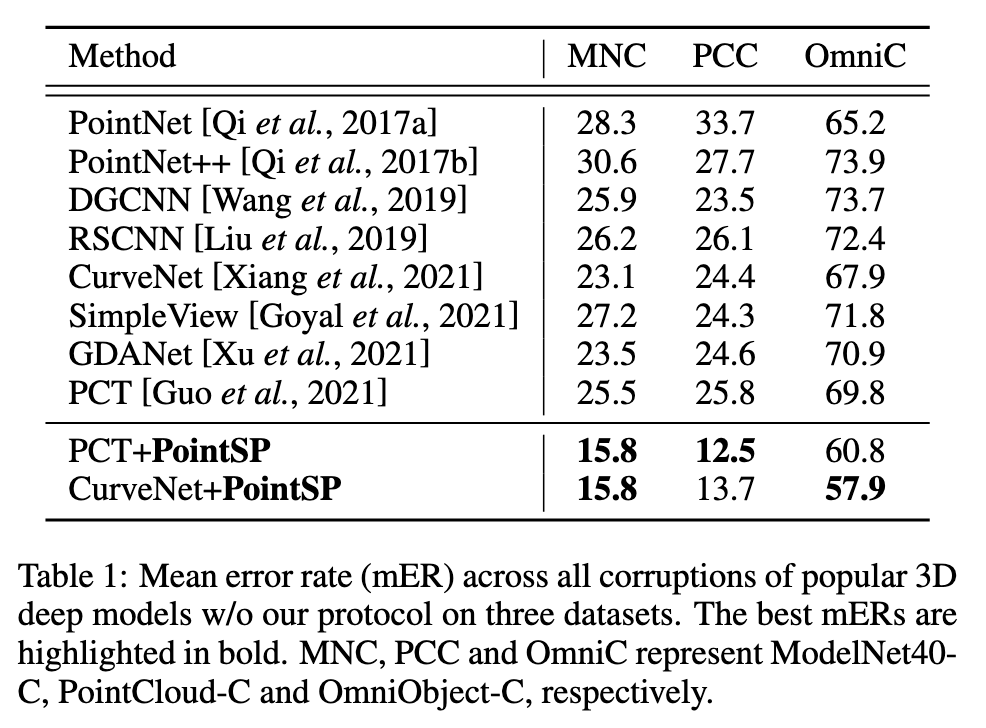 Method MNC PCC OmniC
PointNet [Qi et al., 2017a] 28.3 33.7 65.2
PointNet++ [Qi et al., 2017b] 30.6 27.7 73.9
DGCNN [Wang et al., 2019] 25.9 23.5 73.7
RSCNN [Liu et al., 2019] 26.2 26.1 72.4
CurveNet [Xiang et al., 2021] 23.1 24.4 67.9
SimpleView [Goyal et al., 2021] 27.2 24.3 71.8
GDANet [Xu et al., 2021] 23.5 24.6 70.9
PCT [Guo et al., 2021] 25.5 25.8 69.8
PCT+PointSP 15.8 12.5 60.8
CurveNet+PointSP 15.8 13.7 57.9
Table 1: Mean error rate (mER) across all corruptions of popular 3D
deep models w/o our protocol on three datasets. The best mERs are
highlighted in bold. MNC, PCC and OmniC represent ModelNet40-
C, PointCloud-C and OmniObject-C, respectively.